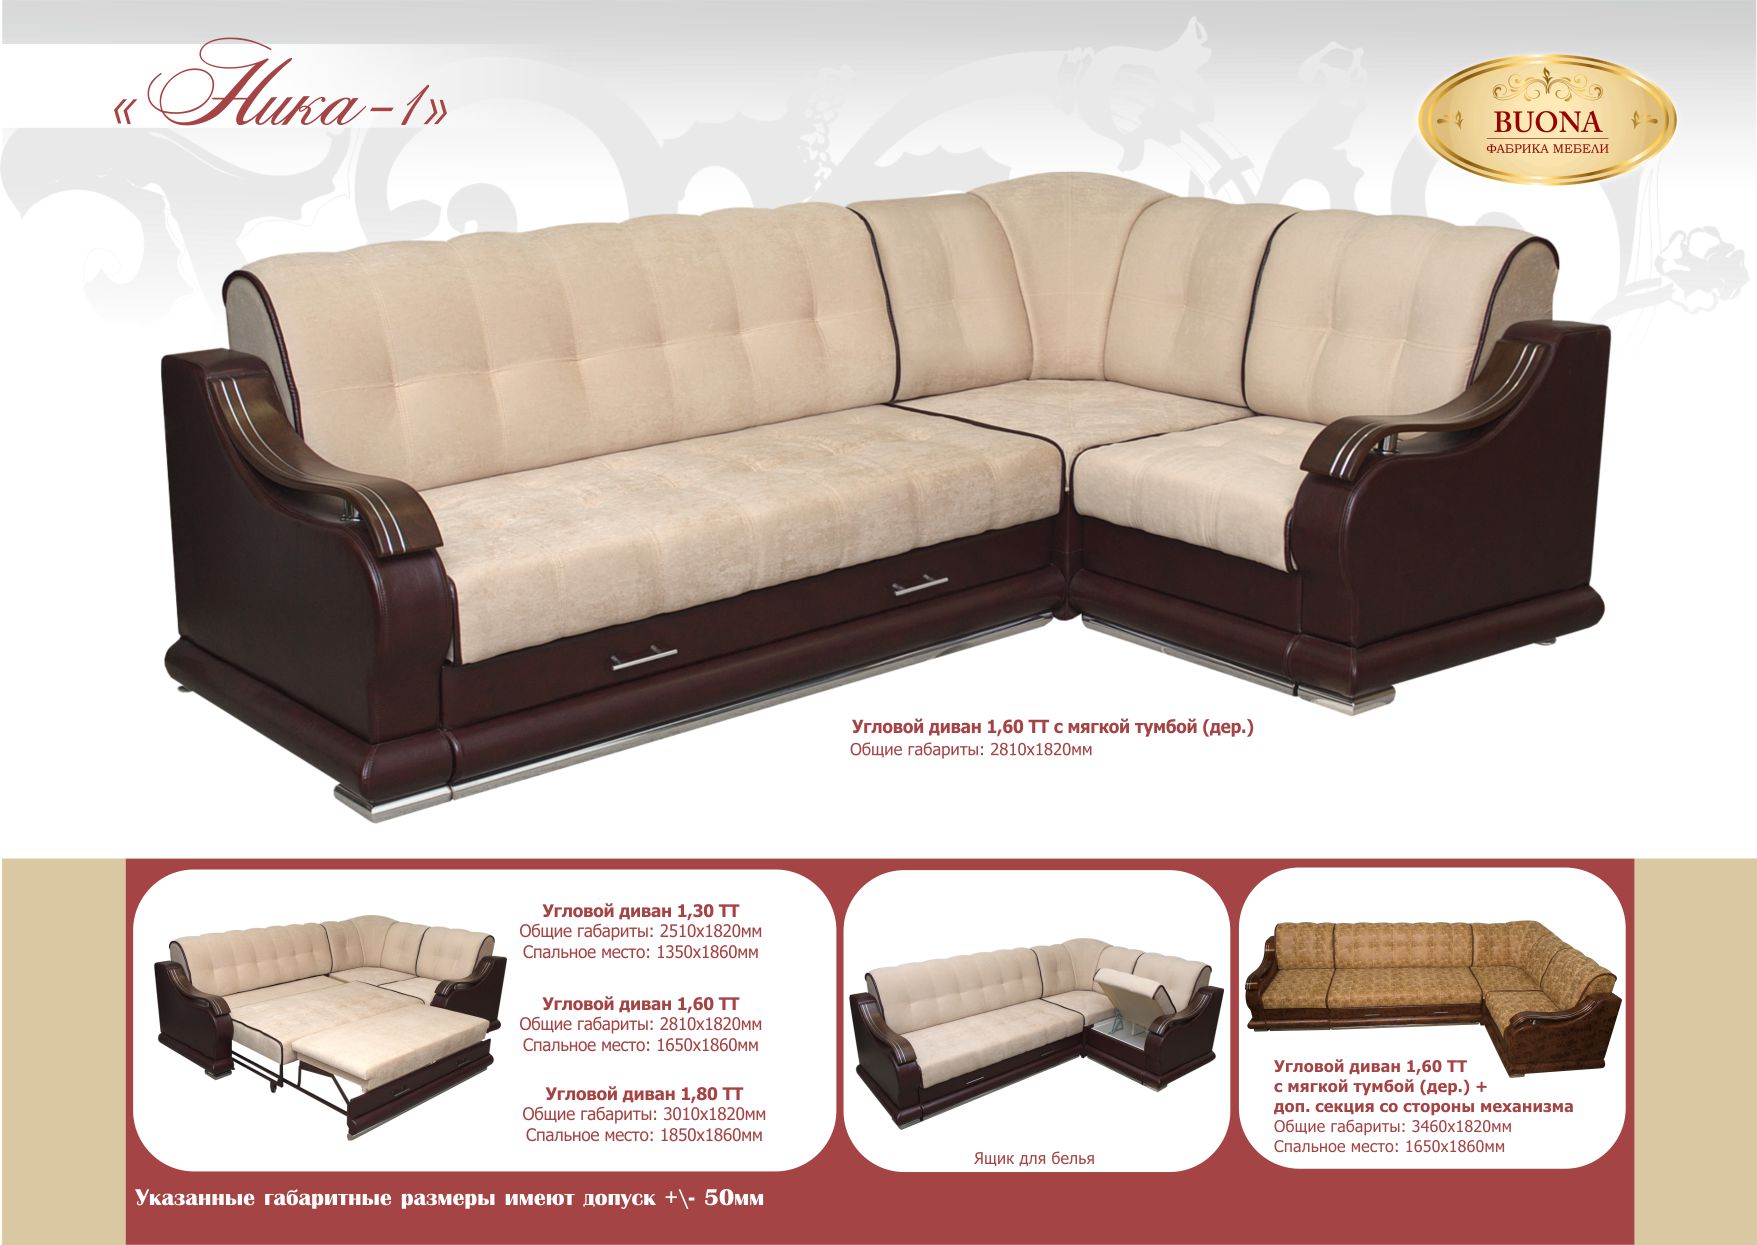 «Ника-1»
BUONA
ФАБРИКА МЕБЕЛИ
Угловой диван 1,60 ТТ с мягкой тумбой (дер.)
Общие габариты: 2810х1820мм
Угловой диван 1,30 ТТ
Общие габариты: 2510х1820мм
Спальное место: 1350х1860мм
Угловой диван 1,60 ТТ
Общие габариты: 2810х1820мм
Спальное место: 1650х1860мм
Угловой диван 1,80 ТТ
Общие габариты: 3010х1820мм
Спальное место: 1850х1860мм
Ящик для белья
Угловой диван 1,60 ТТ
с мягкой тумбой (дер.) +
доп. секция со стороны механизма
Общие габариты: 3460х1820мм
Спальное место: 1650х1860мм
Указанные габаритные размеры имеют допуск +\- 50мм